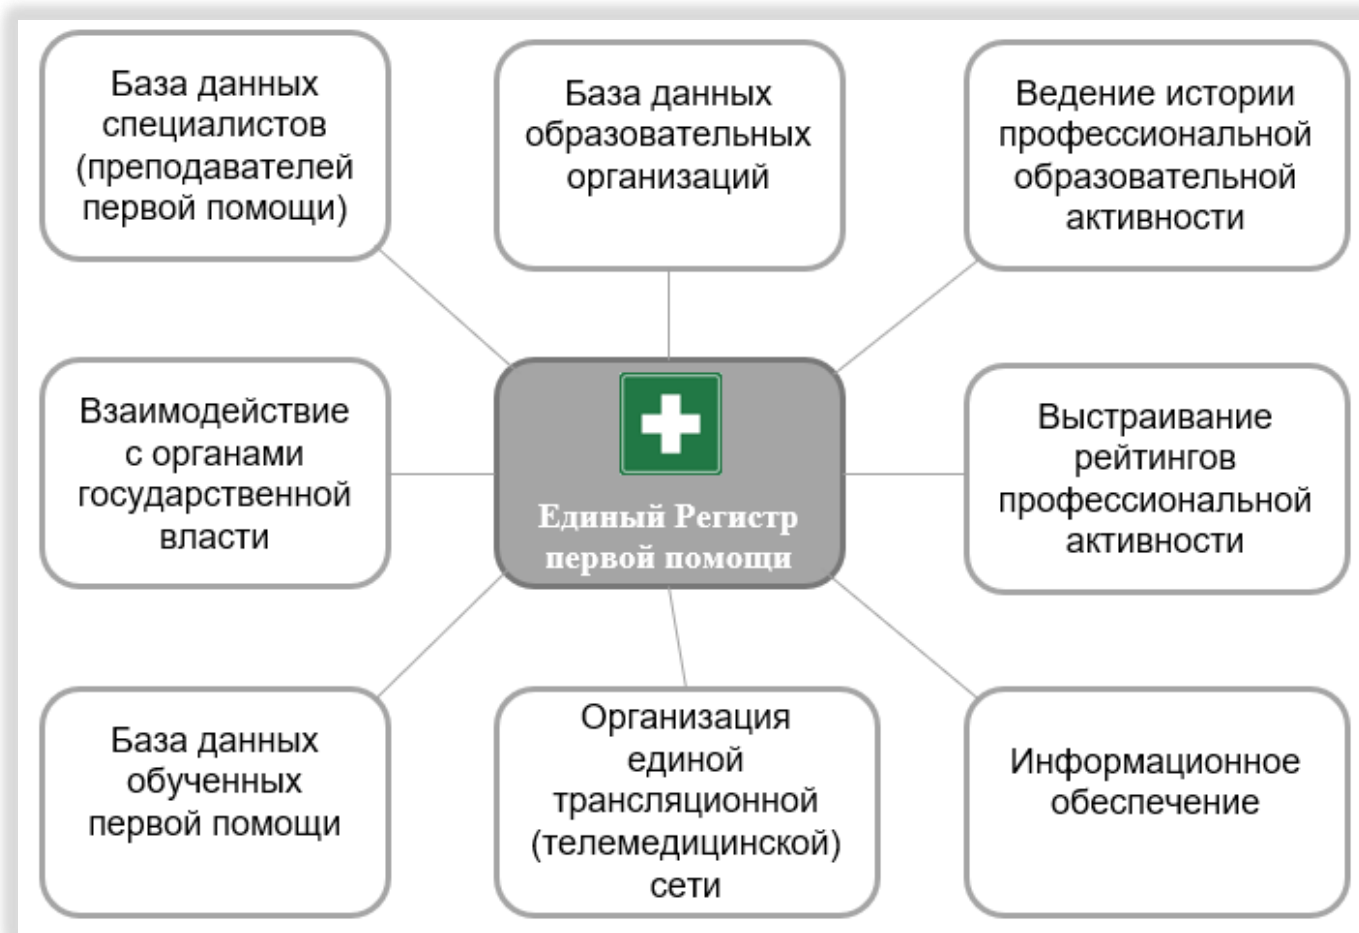 База данных
специалистов
(преподавателей
первой помощи)
База данных
образовательных
организаций
Ведение истории
профессиональной
образовательной
активности
Взаимодействие
с органами
государственной
власти
Единый Регистр
первой помощи
Выстраивание
рейтингов
профессиональной
активности
База данных
обученных
первой помощи
Организация
единой
трансляционной
(телемедицинской)
сети
Информационное
обеспечение